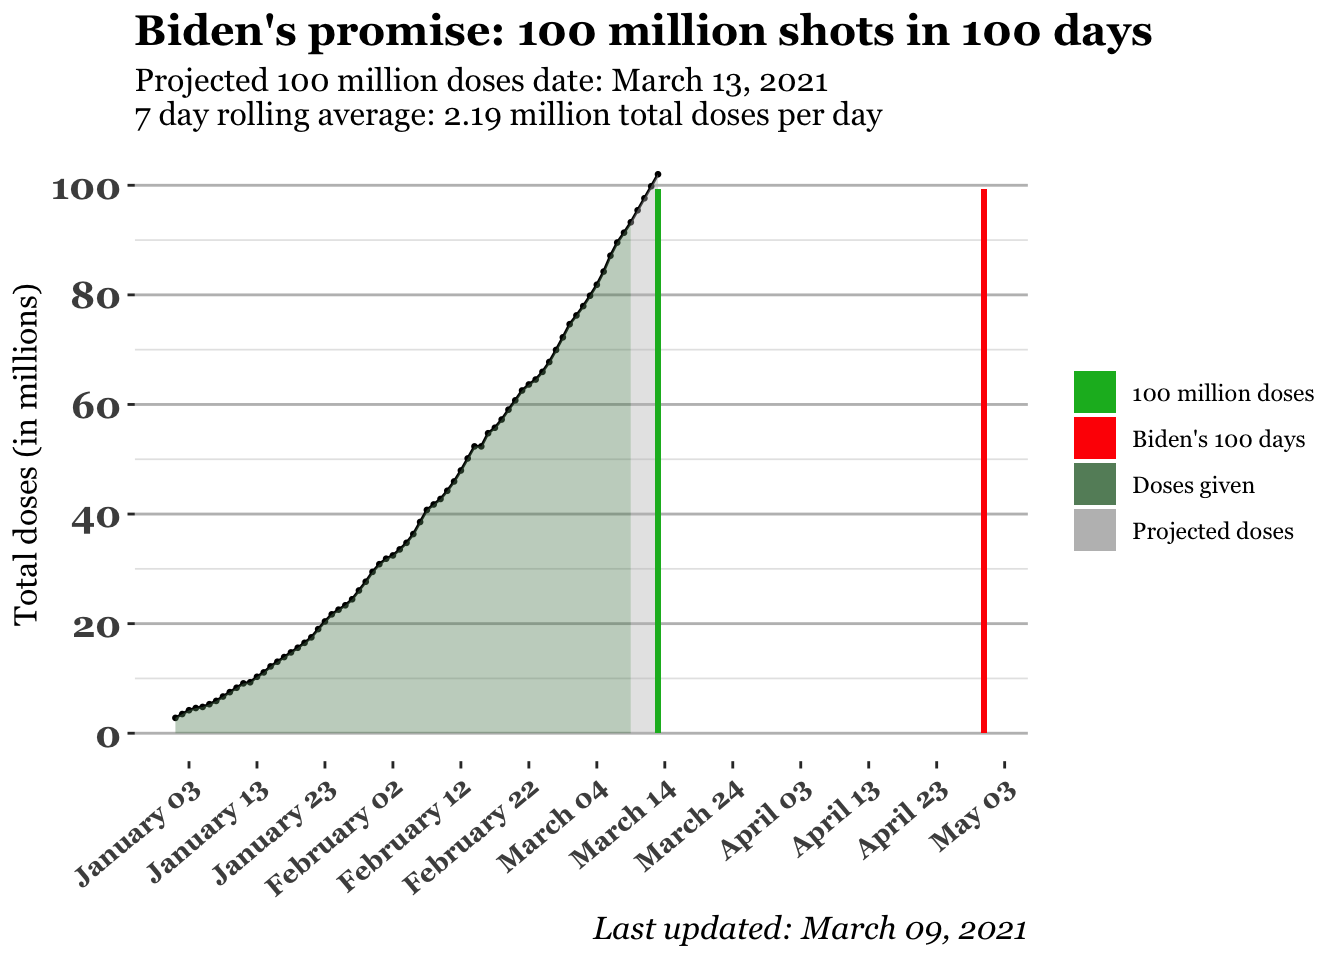 Biden's promise: 100 million shots in 100 days
Projected 100 million doses date: March 13, 2021
7 day rolling average: 2.19 million total doses per day
Total doses (in millions)
100
80
60
40
20
0
January 03
January 13
January 23
February 02
February 12
February 22
March 04
March 14
March 24
April 03
April 13
April 23
May 03
100 million doses
Biden's 100 days
Doses given
Projected doses
Last updated: March 09, 2021